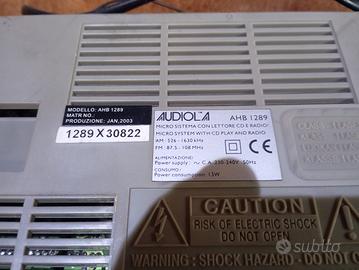 MODELLO: AHB 1289
MATR NO.:
PRODUZIONE: JAN,2003
1289 X 30822
AUDIOLA
AHB 1289
MICRO SISTEMA CON LETTORE CD E RADIO
MICRO SYSTEM WITH CD PLAY AND RADIO
AM : 526 - 1630 kHz
FM : 87.5 - 108 MHz
ALIMENTAZIONE:
Power supply : ~ C.A. 230-240V~50Hz
CONSUMO:
Power consumption: 15W
CAUTION
RISK OF ELECTRIC SHOCK
DO NOT OPEN
WARNING : SHOCK HAZARD - DO NOT
subito